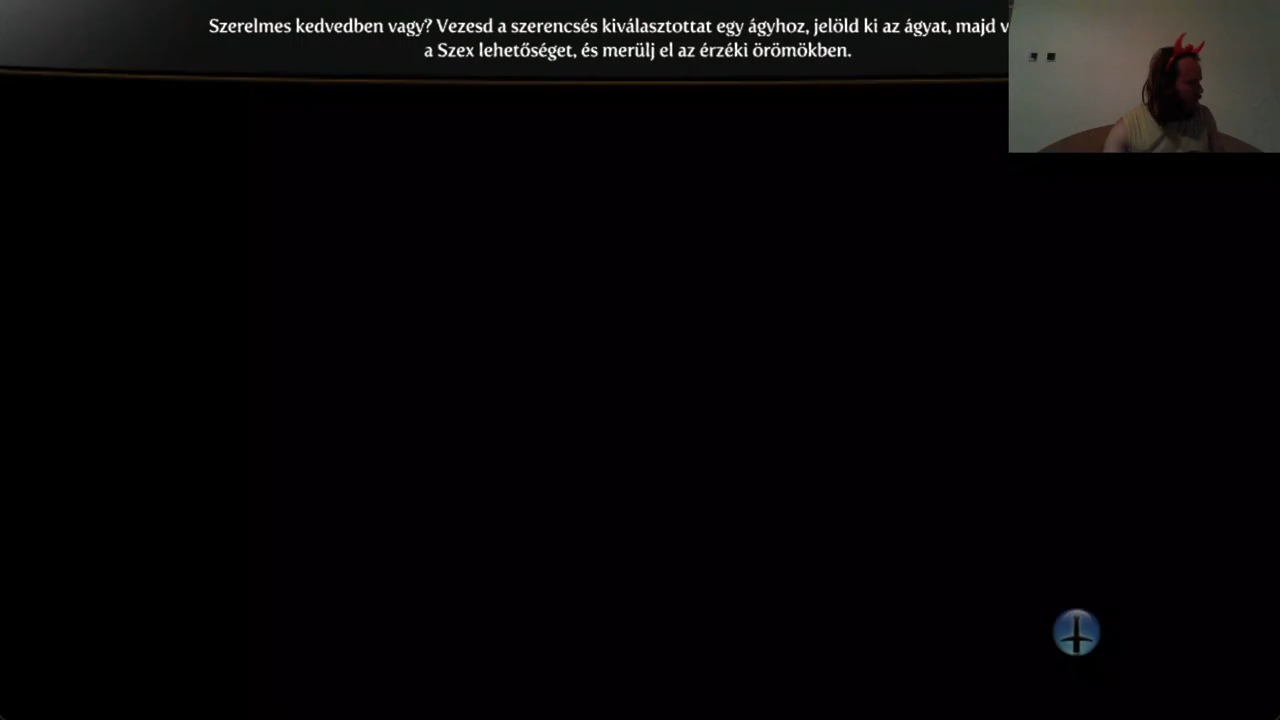 Szerelmes kedvedben vagy? Vezesd a szerencsés kiválasztottat egy ágyhoz, jelöld ki az ágyat, majd
a Szex lehetőséget, és merülj el az érzéki örömökben.